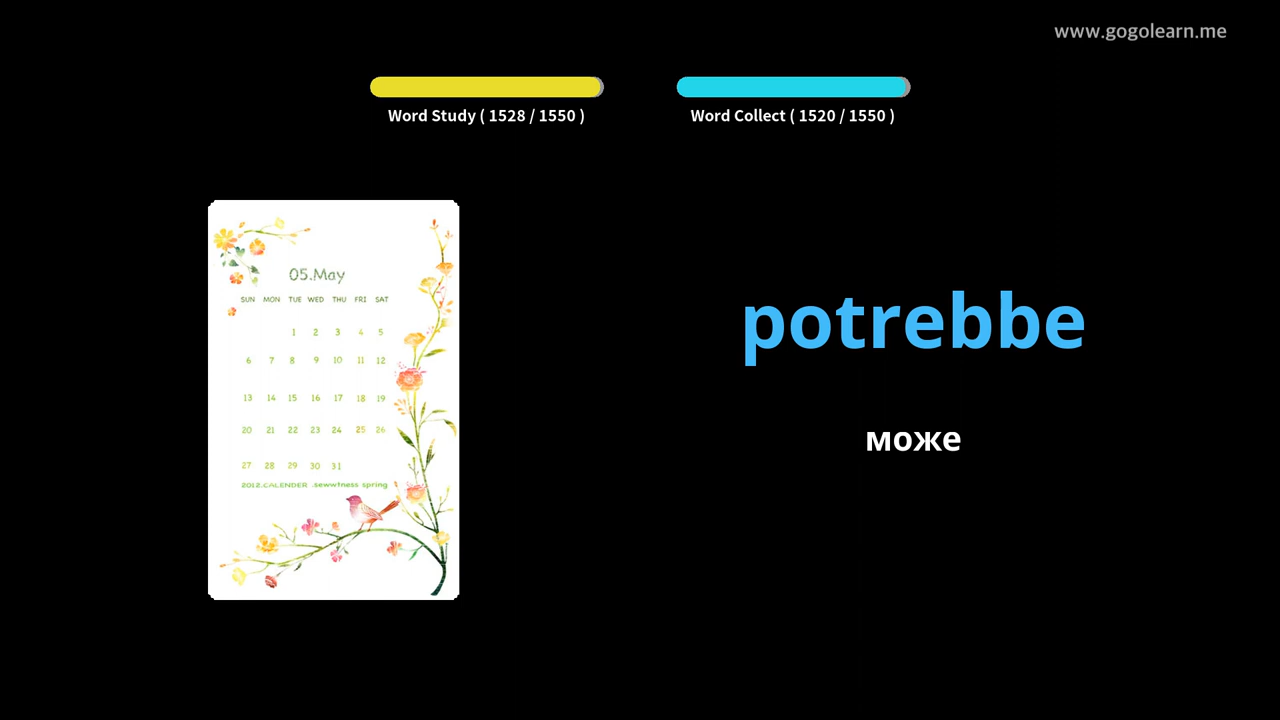 www.gogolearn.me
Word Study ( 1528 / 1550 )
Word Collect ( 1520 / 1550 )
05.May
SUN MON TUE WED THU FRI SAT
1 2 3 4 5
6 7 8 9 10 11 12
13 14 15 16 17 18 19
20 21 22 23 24 25 26
27 28 29 30 31
2012.CALENDER .sewwtness spring
potrebbe
може